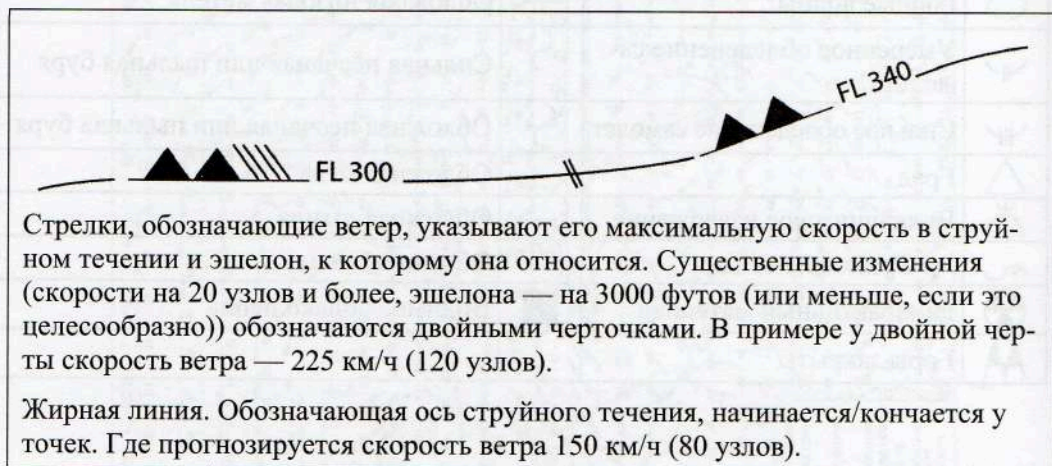 FL 340
FL 300
Стрелки, обозначающие ветер, указывают его максимальную скорость в струй-
ном течении и эшелон, к которому она относится. Существенные изменения
(скорости на 20 узлов и более, эшелона — на 3000 футов (или меньше, если это
целесообразно)) обозначаются двойными черточками. В примере у двойной чер-
ты скорость ветра — 225 км/ч (120 узлов).
Жирная линия. Обозначающая ось струйного течения, начинается/кончается у
точек. Где прогнозируется скорость ветра 150 км/ч (80 узлов).